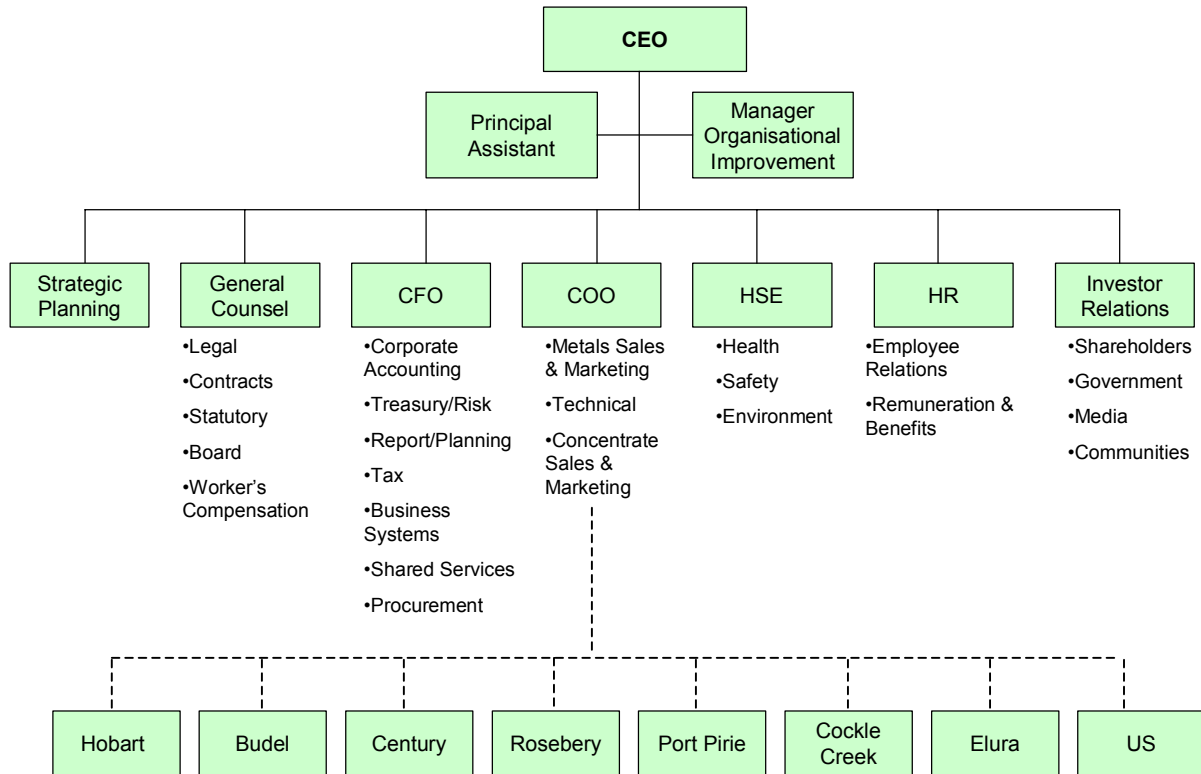 CEO
Principal
Assistant
Manager
Organisational
Improvement
Strategic
Planning
General
Counsel
CFO
COO
HSE
HR
Investor
Relations
•Legal
•Contracts
•Statutory
•Board
•Worker's
Compensation
•Corporate
Accounting
•Treasury/Risk
•Report/Planning
•Tax
•Business
Systems
•Shared Services
•Procurement
•Metals Sales
& Marketing
•Technical
•Concentrate
Sales &
Marketing
•Health
•Safety
•Environment
•Employee
Relations
•Remuneration &
Benefits
•Shareholders
•Government
•Media
•Communities
Hobart
Budel
Century
Rosebery
Port Pirie
Cockle
Creek
Elura
US